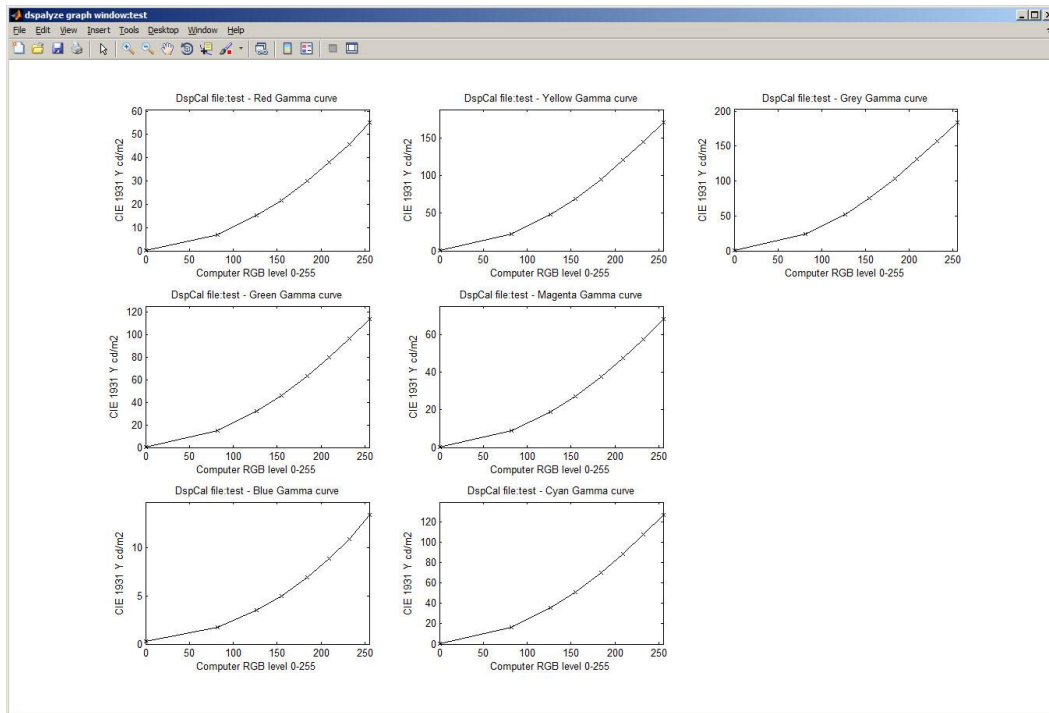 dspalyze graph window:test
File Edit View Insert Tools Desktop Window Help
DspCal file:test - Red Gamma curve
CIE 1931 Y cd/m2
60
50
40
30
20
10
0
0 50 100 150 200 250
Computer RGB level 0-255
DspCal file:test - Yellow Gamma curve
CIE 1931 Y cd/m2
150
100
50
0
0 50 100 150 200 250
Computer RGB level 0-255
DspCal file:test - Grey Gamma curve
CIE 1931 Y cd/m2
200
150
100
50
0
0 50 100 150 200 250
Computer RGB level 0-255
DspCal file:test - Green Gamma curve
CIE 1931 Y cd/m2
120
100
80
60
40
20
0
0 50 100 150 200 250
Computer RGB level 0-255
DspCal file:test - Magenta Gamma curve
CIE 1931 Y cd/m2
60
40
20
0
0 50 100 150 200 250
Computer RGB level 0-255
DspCal file:test - Blue Gamma curve
CIE 1931 Y cd/m2
10
5
0
0 50 100 150 200 250
Computer RGB level 0-255
DspCal file:test - Cyan Gamma curve
CIE 1931 Y cd/m2
120
100
80
60
40
20
0
0 50 100 150 200 250
Computer RGB level 0-255